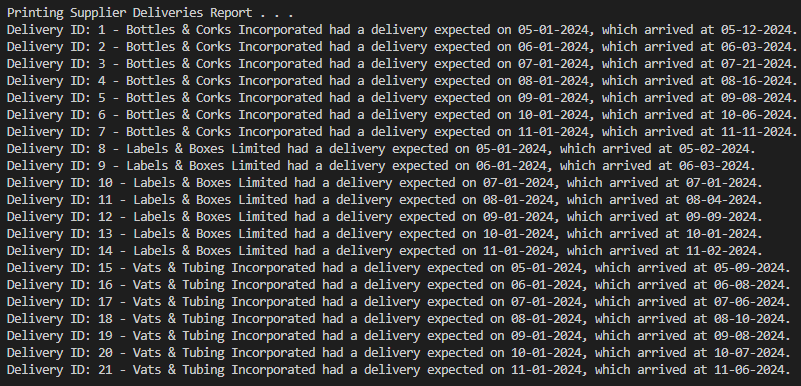 Printing Supplier Deliveries Report . . .
Delivery ID: 1 - Bottles & Corks Incorporated had a delivery expected on 05-01-2024, which arrived at 05-12-2024.
Delivery ID: 2 - Bottles & Corks Incorporated had a delivery expected on 06-01-2024, which arrived at 06-03-2024.
Delivery ID: 3 - Bottles & Corks Incorporated had a delivery expected on 07-01-2024, which arrived at 07-21-2024.
Delivery ID: 4 - Bottles & Corks Incorporated had a delivery expected on 08-01-2024, which arrived at 08-16-2024.
Delivery ID: 5 - Bottles & Corks Incorporated had a delivery expected on 09-01-2024, which arrived at 09-08-2024.
Delivery ID: 6 - Bottles & Corks Incorporated had a delivery expected on 10-01-2024, which arrived at 10-06-2024.
Delivery ID: 7 - Bottles & Corks Incorporated had a delivery expected on 11-01-2024, which arrived at 11-11-2024.
Delivery ID: 8 - Labels & Boxes Limited had a delivery expected on 05-01-2024, which arrived at 05-02-2024.
Delivery ID: 9 - Labels & Boxes Limited had a delivery expected on 06-01-2024, which arrived at 06-03-2024.
Delivery ID: 10 - Labels & Boxes Limited had a delivery expected on 07-01-2024, which arrived at 07-01-2024.
Delivery ID: 11 - Labels & Boxes Limited had a delivery expected on 08-01-2024, which arrived at 08-04-2024.
Delivery ID: 12 - Labels & Boxes Limited had a delivery expected on 09-01-2024, which arrived at 09-09-2024.
Delivery ID: 13 - Labels & Boxes Limited had a delivery expected on 10-01-2024, which arrived at 10-01-2024.
Delivery ID: 14 - Labels & Boxes Limited had a delivery expected on 11-01-2024, which arrived at 11-02-2024.
Delivery ID: 15 - Vats & Tubing Incorporated had a delivery expected on 05-01-2024, which arrived at 05-09-2024.
Delivery ID: 16 - Vats & Tubing Incorporated had a delivery expected on 06-01-2024, which arrived at 06-08-2024.
Delivery ID: 17 - Vats & Tubing Incorporated had a delivery expected on 07-01-2024, which arrived at 07-06-2024.
Delivery ID: 18 - Vats & Tubing Incorporated had a delivery expected on 08-01-2024, which arrived at 08-10-2024.
Delivery ID: 19 - Vats & Tubing Incorporated had a delivery expected on 09-01-2024, which arrived at 09-08-2024.
Delivery ID: 20 - Vats & Tubing Incorporated had a delivery expected on 10-01-2024, which arrived at 10-07-2024.
Delivery ID: 21 - Vats & Tubing Incorporated had a delivery expected on 11-01-2024, which arrived at 11-06-2024.